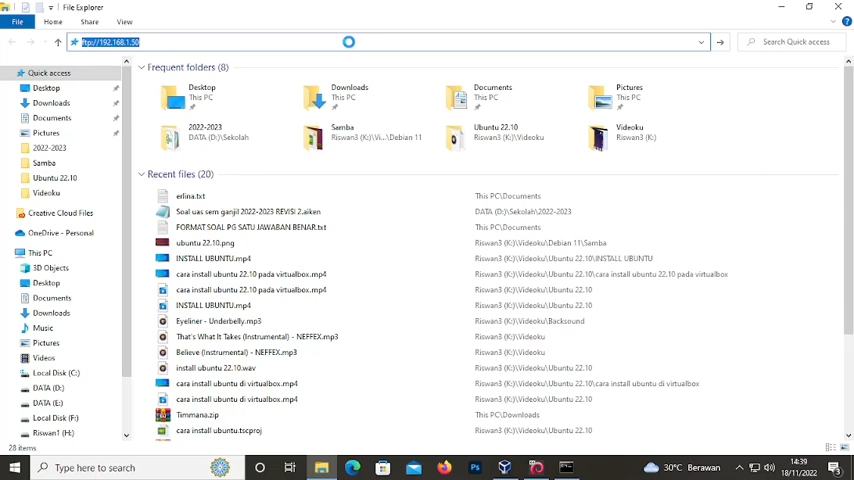 File Explorer
File
Home
Share
View
ftp://192.168.1.50
Search Quick access
Quick access
Desktop
Downloads
Documents
Pictures
2022-2023
Samba
Ubuntu 22.10
Videoku
Creative Cloud Files
OneDrive - Personal
This PC
3D Objects
Desktop
Documents
Downloads
Music
Pictures
Videos
Local Disk (C:)
DATA (D:)
DATA (E:)
Local Disk (F:)
Riswan1 (H:)
Frequent folders (8)
Desktop
This PC
Downloads
This PC
Documents
This PC
Pictures
This PC
2022-2023
DATA (D:)\Sekolah
Samba
Riswan3 (K:)\Vi...\Debian 11
Ubuntu 22.10
Riswan3 (K:)\Videoku
Videoku
Riswan3 (K:)
Recent files (20)
erlina.txt This PC\Documents
Soal uas sem ganjil 2022-2023 REVISI 2.aiken DATA (D:)\Sekolah\2022-2023
FORMAT SOAL PG SATU JAWABAN BENAR.txt This PC\Documents
ubuntu 22.10.png Riswan3 (K:)\Videoku\Debian 11\Samba
INSTALL UBUNTU.mp4 Riswan3 (K:)\Videoku\Ubuntu 22.10\INSTALL UBUNTU
cara install ubuntu 22.10 pada virtualbox.mp4 Riswan3 (K:)\Videoku\Ubuntu 22.10\cara install ubuntu 22.10 pada virtualbox
cara install ubuntu 22.10 pada virtualbox.mp4 Riswan3 (K:)\Videoku\Ubuntu 22.10
INSTALL UBUNTU.mp4 Riswan3 (K:)\Videoku\Ubuntu 22.10
Eyeliner - Underbelly.mp3 Riswan3 (K:)\Videoku\Backsound
That's What It Takes (Instrumental) - NEFFEX.mp3 Riswan3 (K:)\Videoku
Believe (Instrumental) - NEFFEX.mp3 Riswan3 (K:)\Videoku
install ubuntu 22.10.wav Riswan3 (K:)\Videoku\Ubuntu 22.10
cara install ubuntu di virtualbox.mp4 Riswan3 (K:)\Videoku\Ubuntu 22.10\cara install ubuntu di virtualbox
cara install ubuntu di virtualbox.mp4 Riswan3 (K:)\Videoku\Ubuntu 22.10
Timmana.zip This PC\Downloads
cara install ubuntu.tscproj Riswan3 (K:)\Videoku\Ubuntu 22.10
28 items
Type here to search
Ps
30°C Berawan
14:39
18/11/2022
3